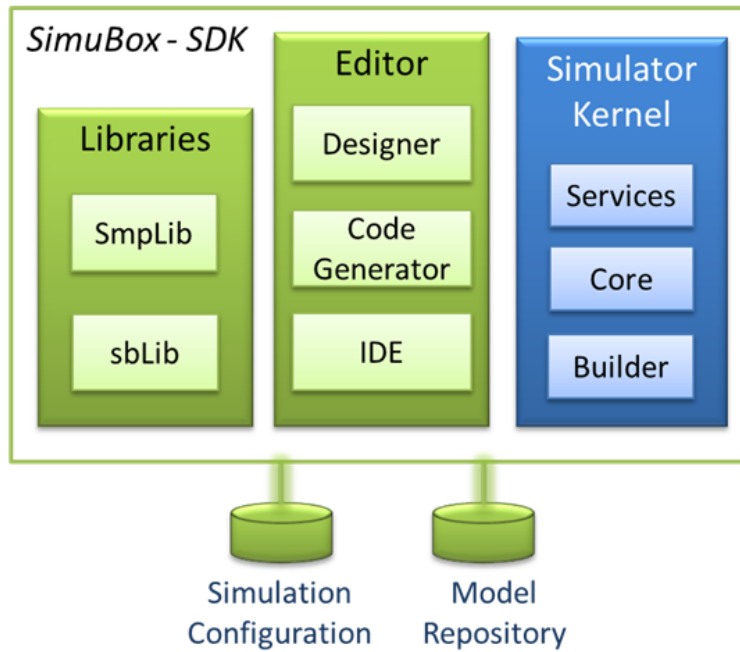 SimuBox - SDK
Libraries
SmpLib
sbLib
Editor
Designer
Code
Generator
IDE
Simulator
Kernel
Services
Core
Builder
Simulation
Configuration
Model
Repository